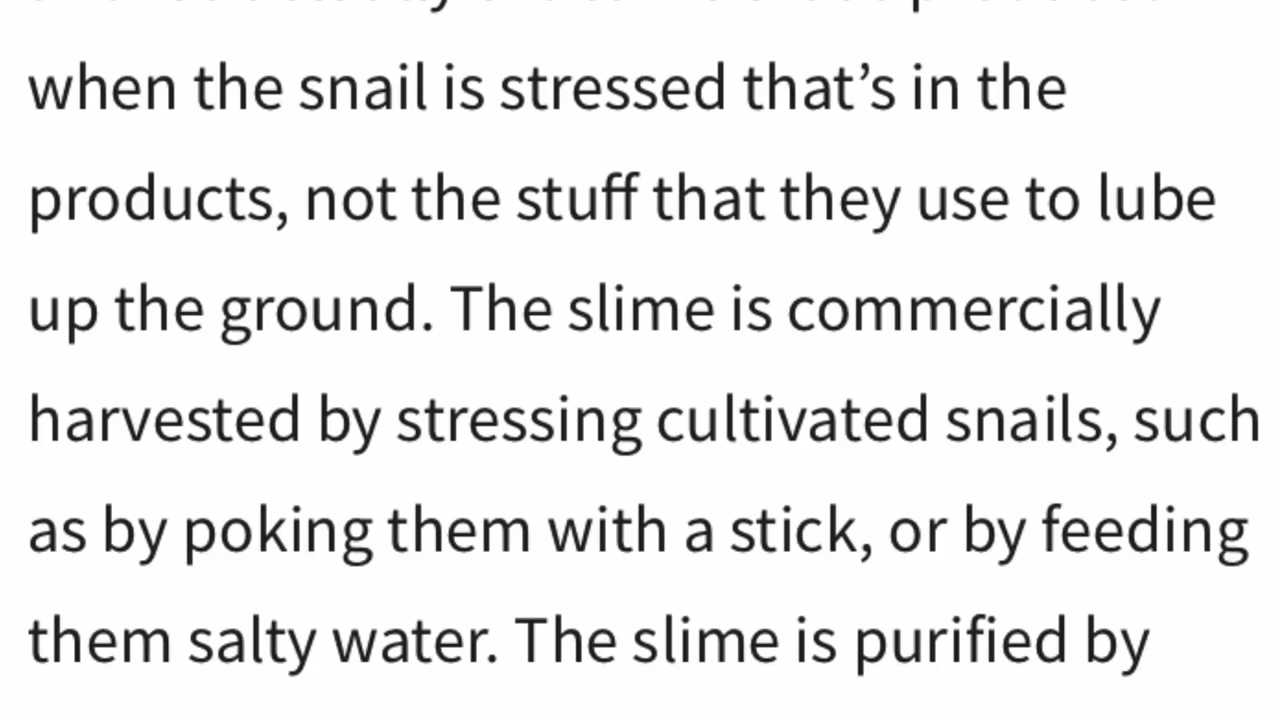 when the snail is stressed that’s in the
products, not the stuff that they use to lube
up the ground. The slime is commercially
harvested by stressing cultivated snails, such
as by poking them with a stick, or by feeding
them salty water. The slime is purified by